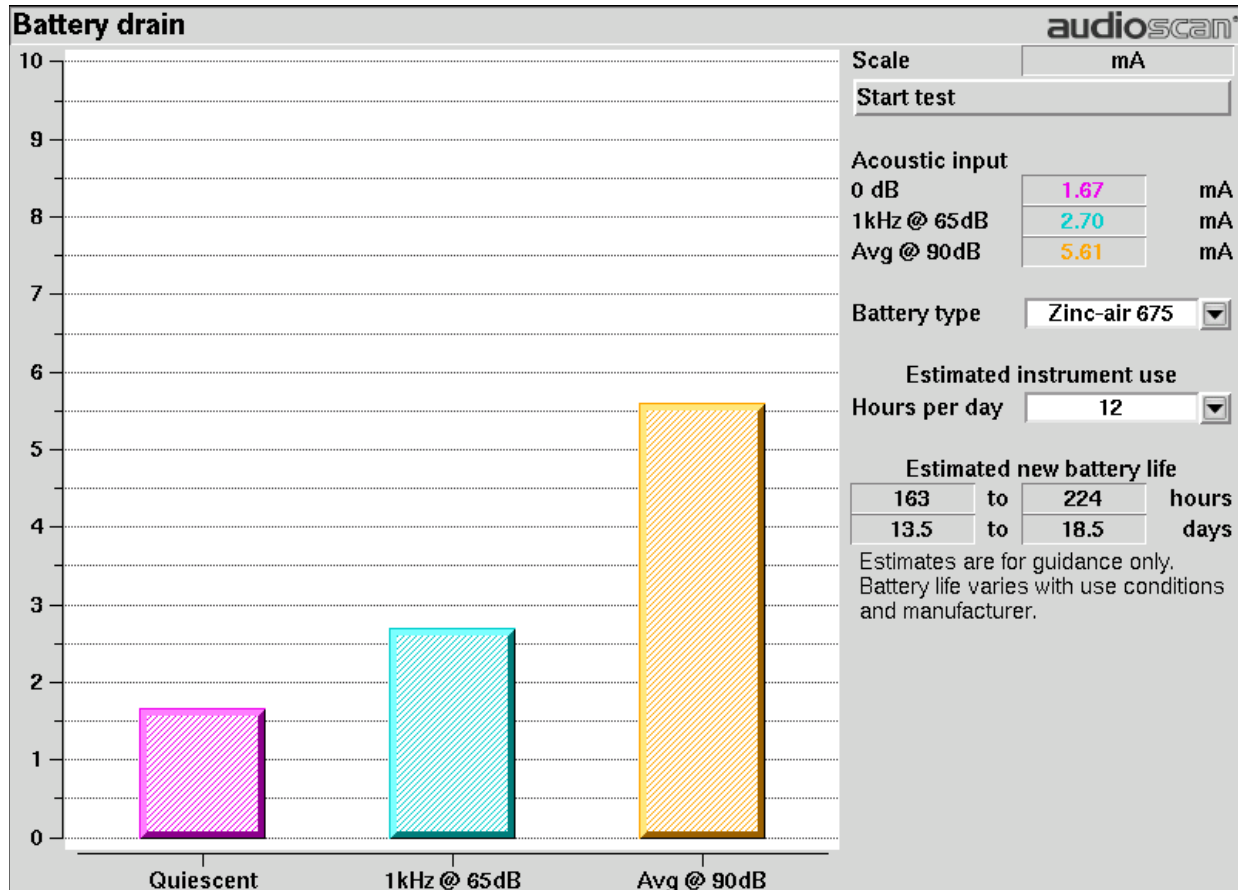 Battery drain
audioscan
10
9
8
7
6
5
4
3
2
1
0
Quiescent 1kHz @ 65dB Avg @ 90dB
Scale mA
Start test
Acoustic input
0 dB 1.67 mA
1kHz @ 65dB 2.70 mA
Avg @ 90dB 5.61 mA
Battery type Zinc-air 675
Estimated instrument use
Hours per day 12
Estimated new battery life
163 to 224 hours
13.5 to 18.5 days
Estimates are for guidance only.
Battery life varies with use conditions
and manufacturer.